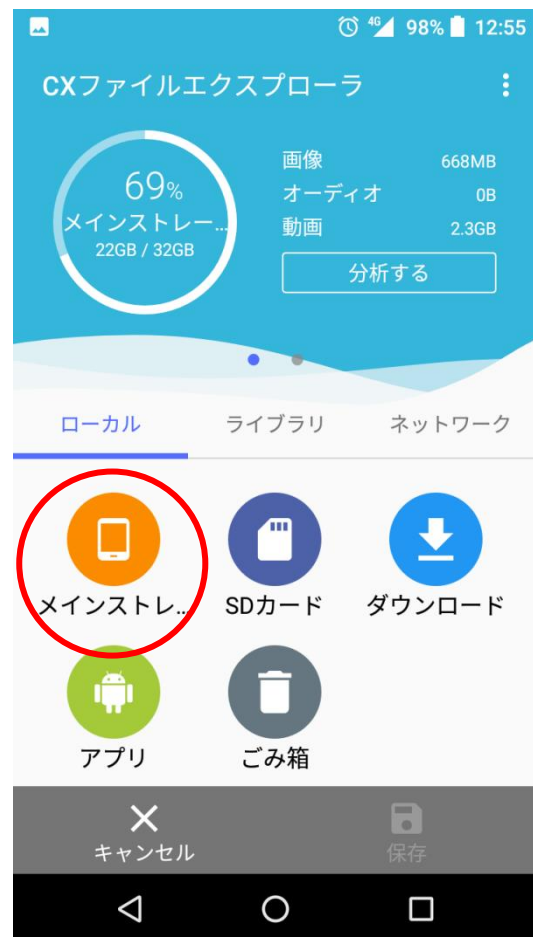 4G 98% 12:55
CXファイルエクスプローラ
69%
メインストレー...
22GB / 32GB
画像 668MB
オーディオ 0B
動画 2.3GB
分析する
ローカル ライブラリ ネットワーク
メインストレ... SDカード ダウンロード
アプリ ごみ箱
キャンセル 保存